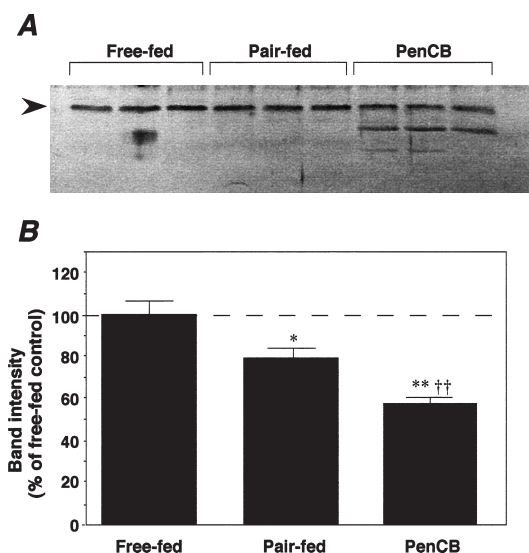 A
Free-fed Pair-fed PenCB
B
Band intensity
(% of free-fed control)
120
100
80
60
40
20
0
*
** ††
Free-fed Pair-fed PenCB